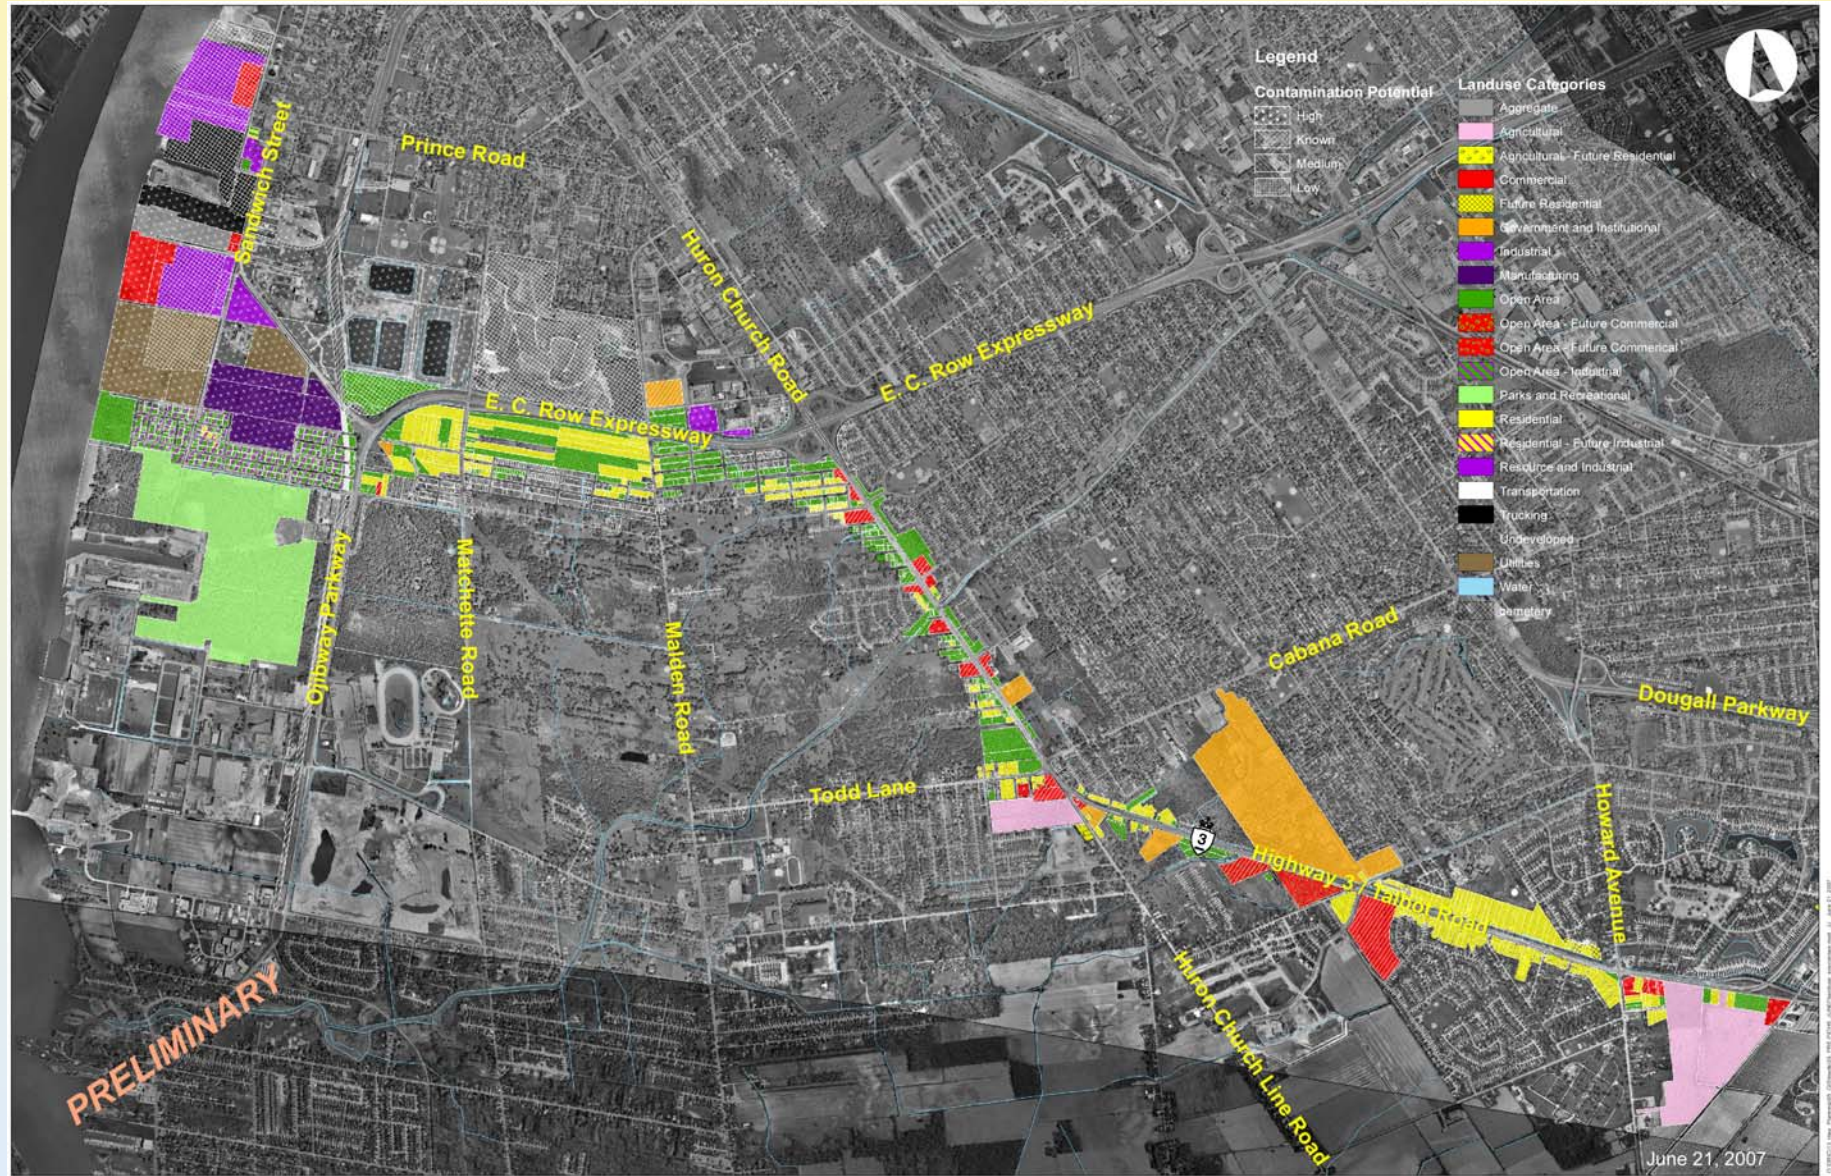 Legend
Contamination Potential
High
Known
Medium
Low
Landuse Categories
Aggregate
Agricultural
Agricultural - Future Residential
Commercial
Future Residential
Government and Institutional
Industrial
Manufacturing
Open Area
Open Area - Future Commercial
Open Area - Future Commerical
Open Area - Industrial
Parks and Recreational
Residential
Residential - Future Industrial
Resource and Industrial
Transportation
Trucking
Undeveloped
Utilities
Water
cemetery
Sandwich Street
Prince Road
Huron Church Road
E. C. Row Expressway
E. C. Row Expressway
Ojibway Parkway
Matchette Road
Malden Road
Todd Lane
Cabana Road
Dougall Parkway
Howard Avenue
3
Highway 3 / Talbot Road
Huron Church Line Road
PRELIMINARY
June 21, 2007